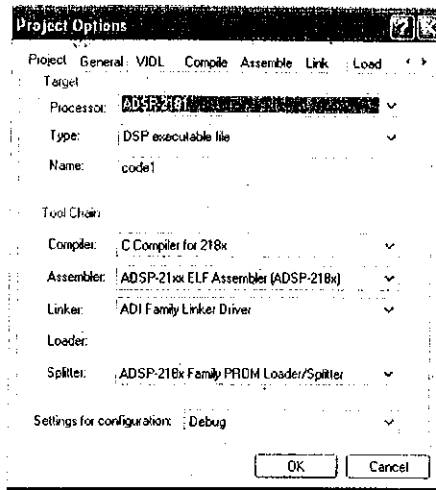 Project Options
Project General VIDL Compile Assemble Link Load
Target
Processor: ADSP-2181
Type: DSP executable file
Name: code1
Tool Chain
Compiler: C Compiler for 218x
Assembler: ADSP-21xx ELF Assembler (ADSP-218x)
Linker: ADI Family Linker Driver
Loader:
Splitter: ADSP-218x Family PROM Loader/Splitter
Settings for configuration: Debug
OK Cancel